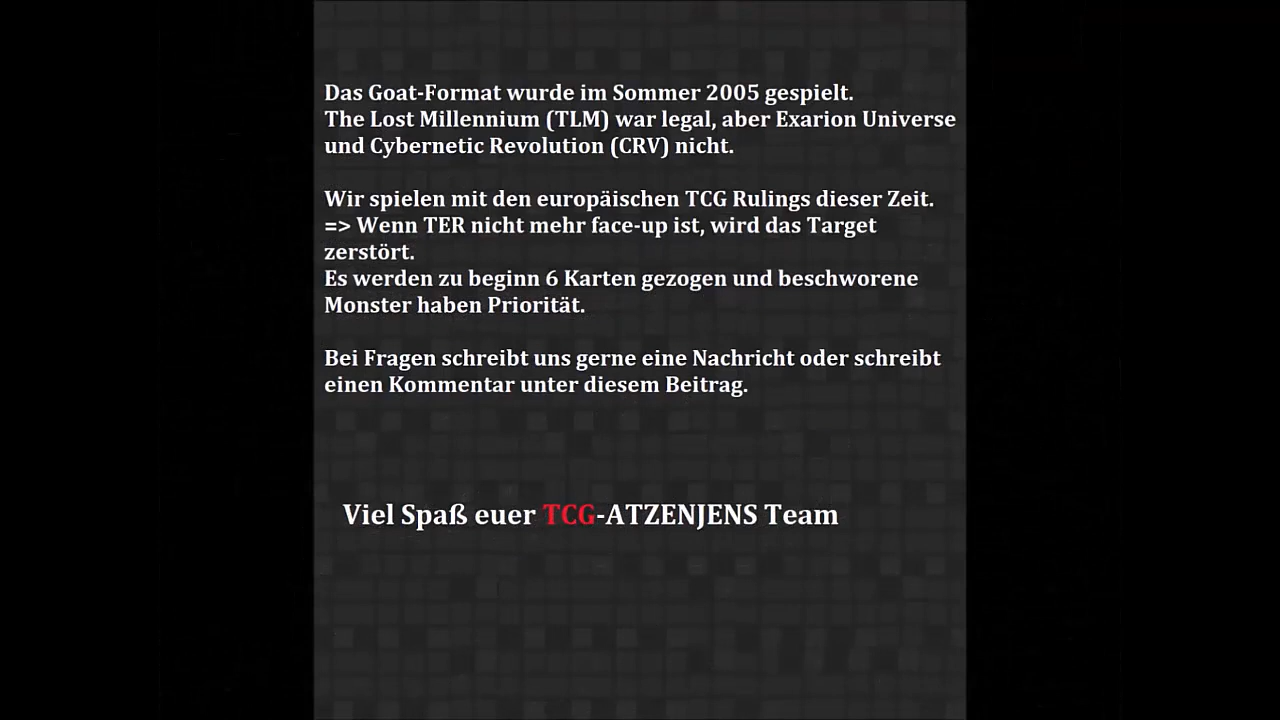 Das Goat-Format wurde im Sommer 2005 gespielt.
The Lost Millennium (TLM) war legal, aber Exarion Universe
und Cybernetic Revolution (CRV) nicht.
Wir spielen mit den europäischen TCG Rulings dieser Zeit.
=> Wenn TER nicht mehr face-up ist, wird das Target
zerstört.
Es werden zu beginn 6 Karten gezogen und beschworene
Monster haben Priorität.
Bei Fragen schreibt uns gerne eine Nachricht oder schreibt
einen Kommentar unter diesem Beitrag.
Viel Spaß euer TCG-ATZENJENS Team